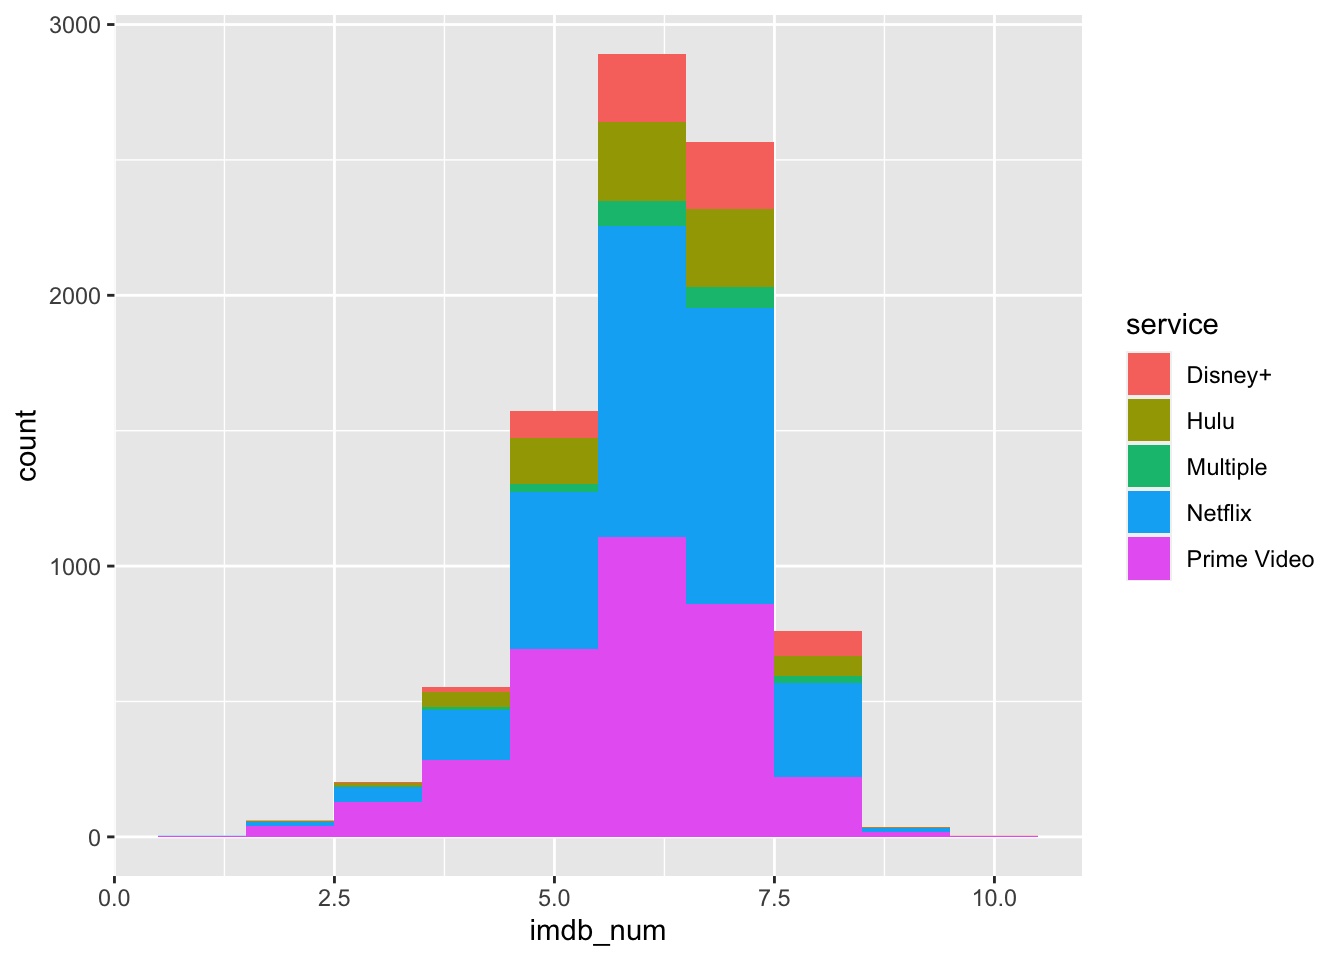 3000
2000
1000
0
count
0.0 2.5 5.0 7.5 10.0
imdb_num
service
Disney+
Hulu
Multiple
Netflix
Prime Video